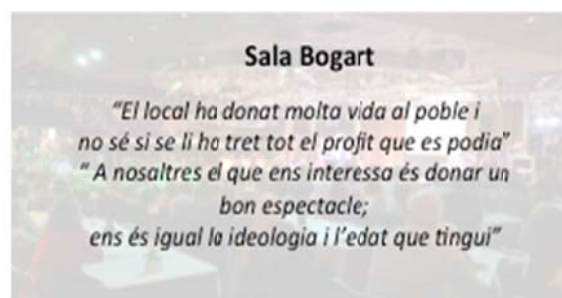 Sala Bogart
“El local ha donat molta vida al poble i
no sé si se li ha tret tot el profit que es podia”
“ A nosaltres el que ens interessa és donar un
bon espectacle;
ens és igual la ideologia i l’edat que tingui”